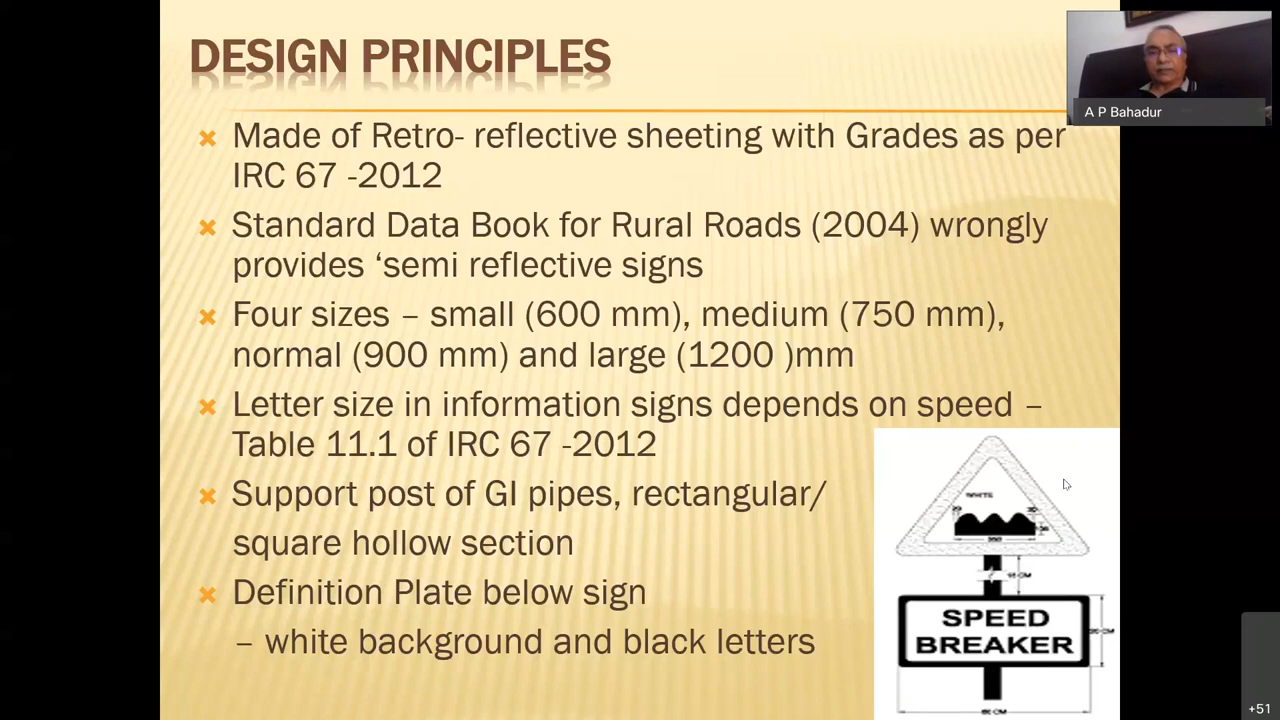 DESIGN PRINCIPLES
A P Bahadur
Made of Retro- reflective sheeting with Grades as per
IRC 67 -2012
Standard Data Book for Rural Roads (2004) wrongly
provides ‘semi reflective signs
Four sizes – small (600 mm), medium (750 mm),
normal (900 mm) and large (1200 )mm
Letter size in information signs depends on speed –
Table 11.1 of IRC 67 -2012
Support post of GI pipes, rectangular/
square hollow section
Definition Plate below sign
– white background and black letters
WHITE
SPEED
BREAKER
+51